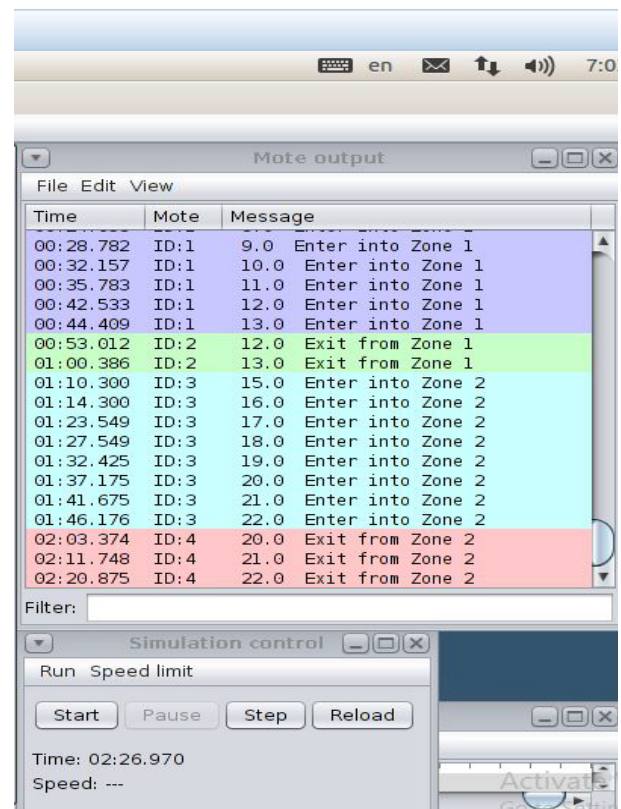 en 7:0
Mote output
File Edit View
Time Mote Message
00:28.782 ID:1 9.0 Enter into Zone 1
00:32.157 ID:1 10.0 Enter into Zone 1
00:35.783 ID:1 11.0 Enter into Zone 1
00:42.533 ID:1 12.0 Enter into Zone 1
00:44.409 ID:1 13.0 Enter into Zone 1
00:53.012 ID:2 12.0 Exit from Zone 1
01:00.386 ID:2 13.0 Exit from Zone 1
01:10.300 ID:3 15.0 Enter into Zone 2
01:14.300 ID:3 16.0 Enter into Zone 2
01:23.549 ID:3 17.0 Enter into Zone 2
01:27.549 ID:3 18.0 Enter into Zone 2
01:32.425 ID:3 19.0 Enter into Zone 2
01:37.175 ID:3 20.0 Enter into Zone 2
01:41.675 ID:3 21.0 Enter into Zone 2
01:46.176 ID:3 22.0 Enter into Zone 2
02:03.374 ID:4 20.0 Exit from Zone 2
02:11.748 ID:4 21.0 Exit from Zone 2
02:20.875 ID:4 22.0 Exit from Zone 2
Filter:
Simulation control
Run Speed limit
Start Pause Step Reload
Time: 02:26.970
Speed: ---
Activate